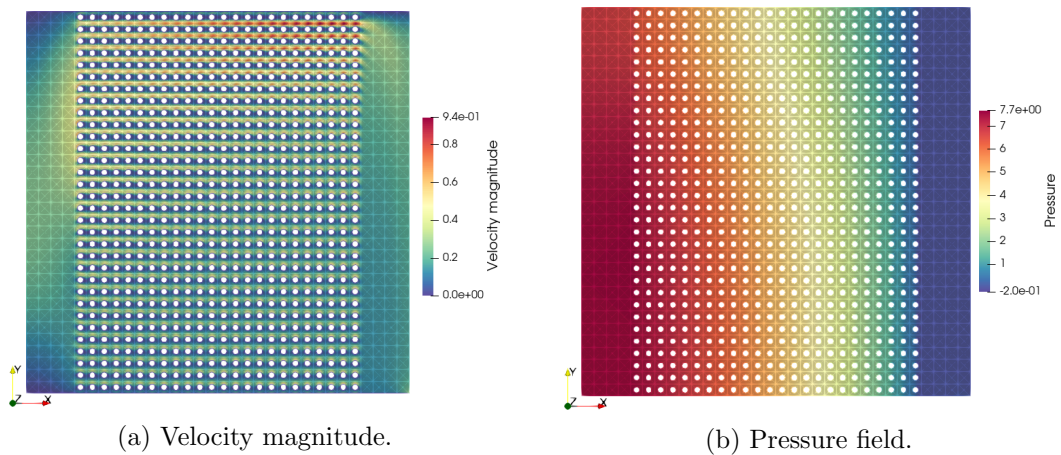 9.4e-01
0.8
0.6
0.4
0.2
0.0e+00
Velocity magnitude
Y
Z
X
(a) Velocity magnitude.
7.7e+00
7
6
5
4
3
2
1
-2.0e-01
Pressure
Y
Z
X
(b) Pressure field.